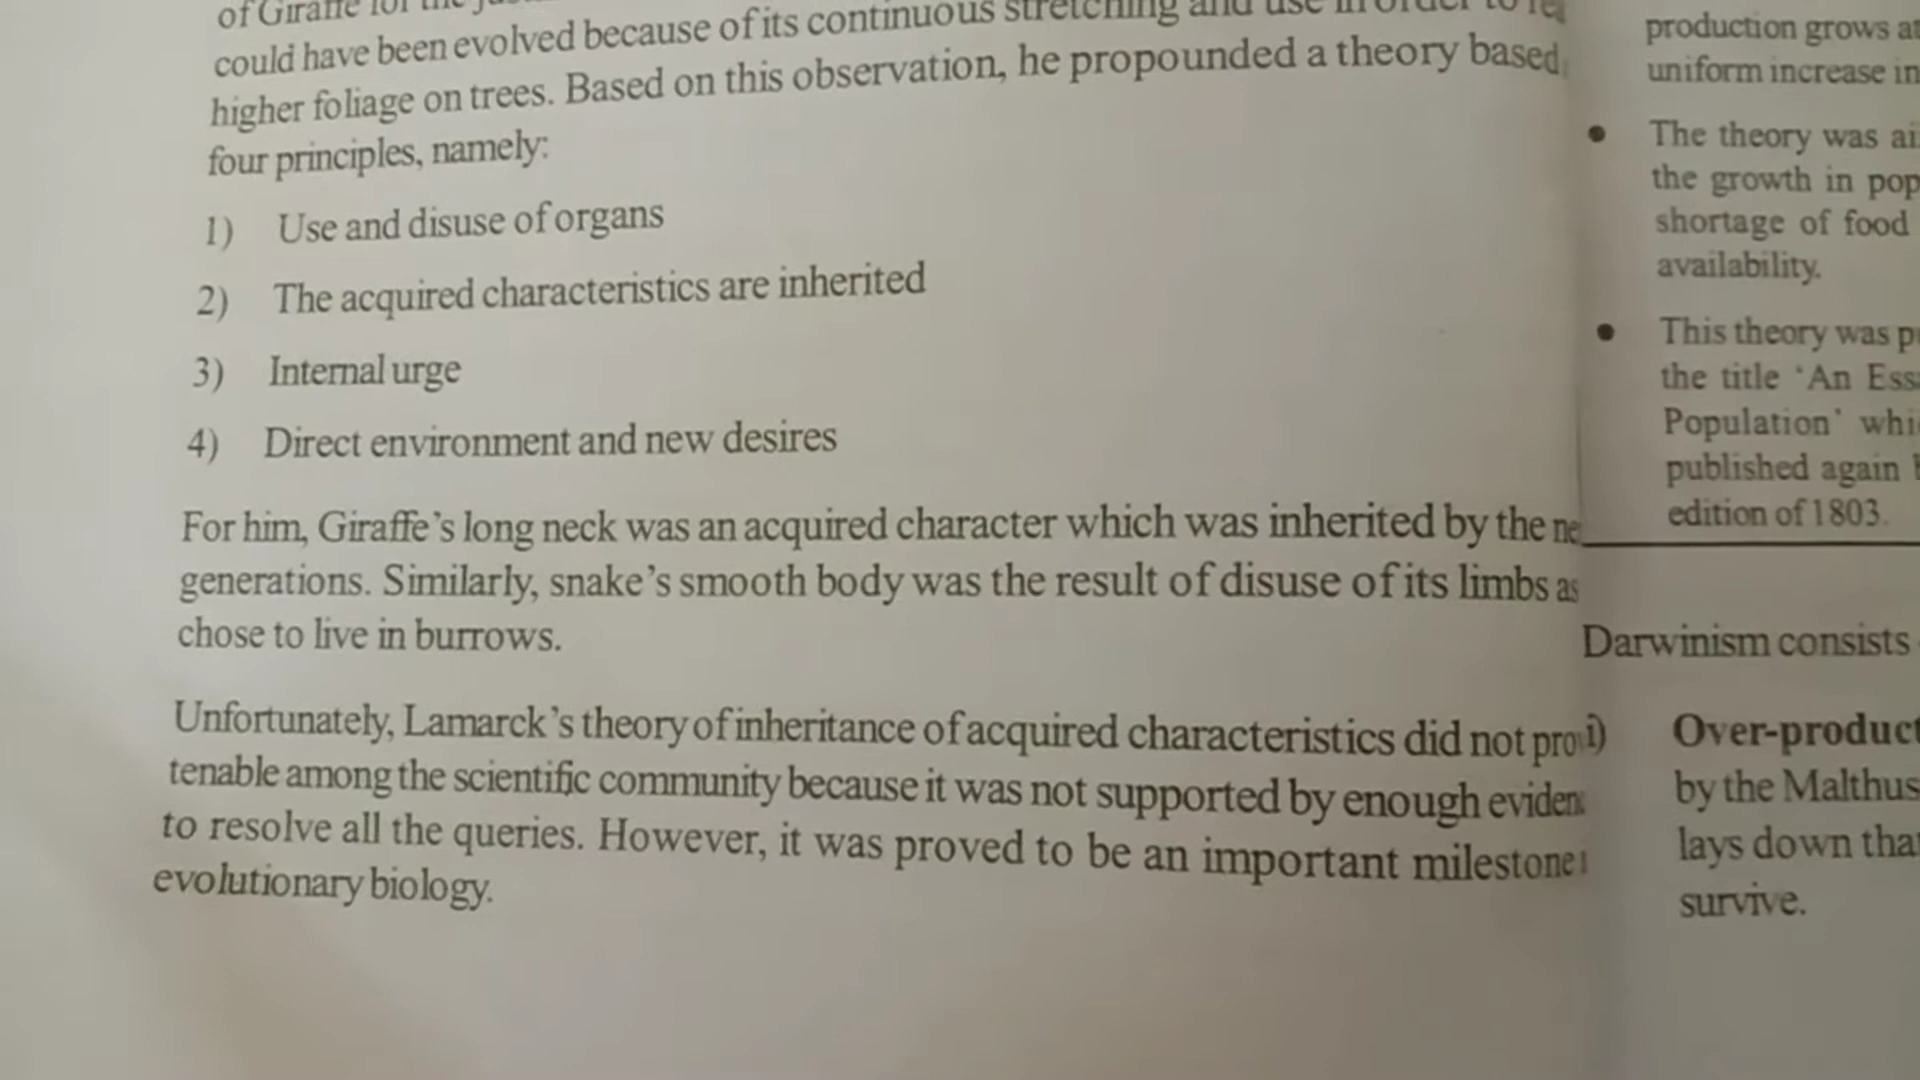 of Giraffe for the
could have been evolved because of its continuous stretching and use in order to
higher foliage on trees. Based on this observation, he propounded a theory based
four principles, namely:
1) Use and disuse of organs
2) The acquired characteristics are inherited
3) Internal urge
4) Direct environment and new desires
For him, Giraffe's long neck was an acquired character which was inherited by the
generations. Similarly, snake's smooth body was the result of disuse of its limbs as
chose to live in burrows.
Unfortunately, Lamarck's theory of inheritance of acquired characteristics did not
tenable among the scientific community because it was not supported by enough
to resolve all the queries. However, it was proved to be an important milestone
evolutionary biology.
production grows
uniform increase in
• The theory was
the growth in
shortage of food
availability.
• This theory was
the title 'An
Population'
published again
edition of 1803.
Darwinism consists
i) Over-product
by the Malthus
lays down
survive.